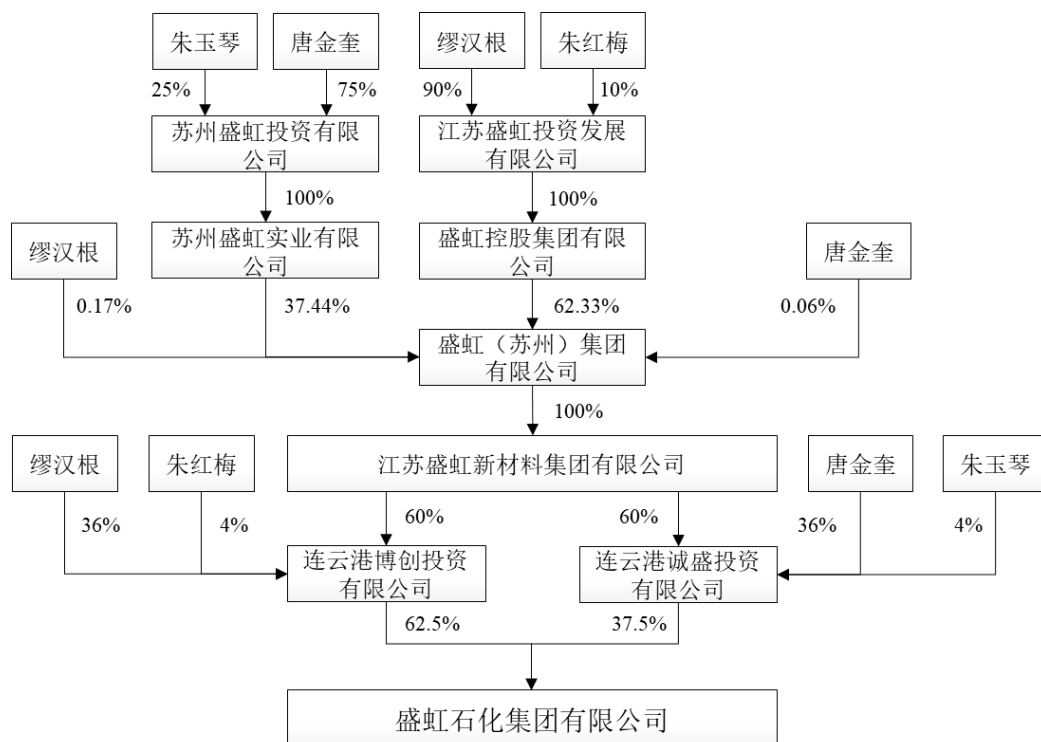 朱玉琴
唐金奎
缪汉根
朱红梅
25%
75%
90%
10%
苏州盛虹投资有限
公司
江苏盛虹投资发展
有限公司
100%
100%
缪汉根
苏州盛虹实业有限
公司
盛虹控股集团有限
公司
唐金奎
0.17%
37.44%
62.33%
0.06%
盛虹（苏州）集团
有限公司
100%
缪汉根
朱红梅
江苏盛虹新材料集团有限公司
唐金奎
朱玉琴
36%
4%
60%
60%
36%
4%
连云港博创投资
有限公司
连云港诚盛投资
有限公司
62.5%
37.5%
盛虹石化集团有限公司